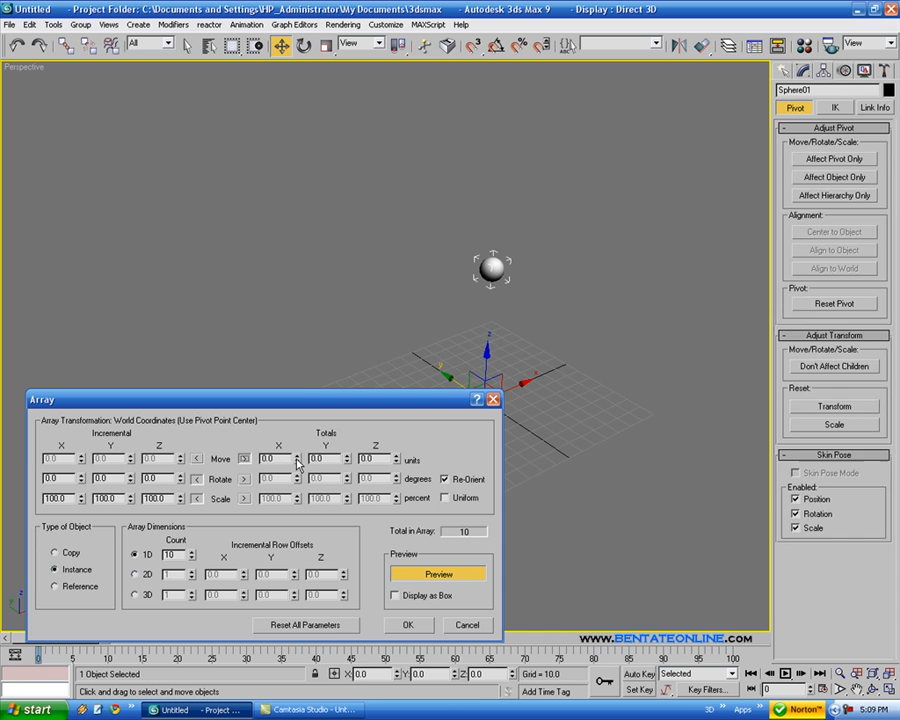 Untitled - Project Folder: C:\Documents and Settings\HP_Administrator\My Documents\3dsmax - Autodesk 3ds Max 9 - Display : Direct 3D
File Edit Tools Group Views Create Modifiers reactor Animation Graph Editors Rendering Customize MAXScript Help
All View View
Perspective
Sphere01
Pivot IK Link Info
- Adjust Pivot
Move/Rotate/Scale:
Affect Pivot Only
Affect Object Only
Affect Hierarchy Only
Alignment:
Center to Object
Align to Object
Align to World
Pivot:
Reset Pivot
- Adjust Transform
Move/Rotate/Scale:
Don't Affect Children
Reset:
Transform
Scale
- Skin Pose
Skin Pose Mode
Enabled:
Position
Rotation
Scale
z
y
x
Array
Array Transformation: World Coordinates (Use Pivot Point Center)
Incremental Totals
X Y Z X Y Z
0.0 0.0 0.0 < Move > 0.0 0.0 0.0 units
0.0 0.0 0.0 < Rotate > 0.0 0.0 0.0 degrees Re-Orient
100.0 100.0 100.0 < Scale > 100.0 100.0 100.0 percent Uniform
Type of Object
Copy
Instance
Reference
Array Dimensions
Count
Incremental Row Offsets
X Y Z
1D 10
2D 1 0.0 0.0 0.0
3D 1 0.0 0.0 0.0
Total in Array: 10
Preview
Preview
Display as Box
Reset All Parameters OK Cancel
WWW.BENTATEONLINE.COM
0 10 20 30 40 50 60 70 80 90 100
1 Object Selected X: 0.0 Y: 0.0 Z: 0.0 Grid = 10.0 Auto Key Selected
Click and drag to select and move objects Add Time Tag Set Key Key Filters... 0
start Untitled - Project ... Camtasia Studio - Unt... 3D » Apps » Norton™ 5:09 PM